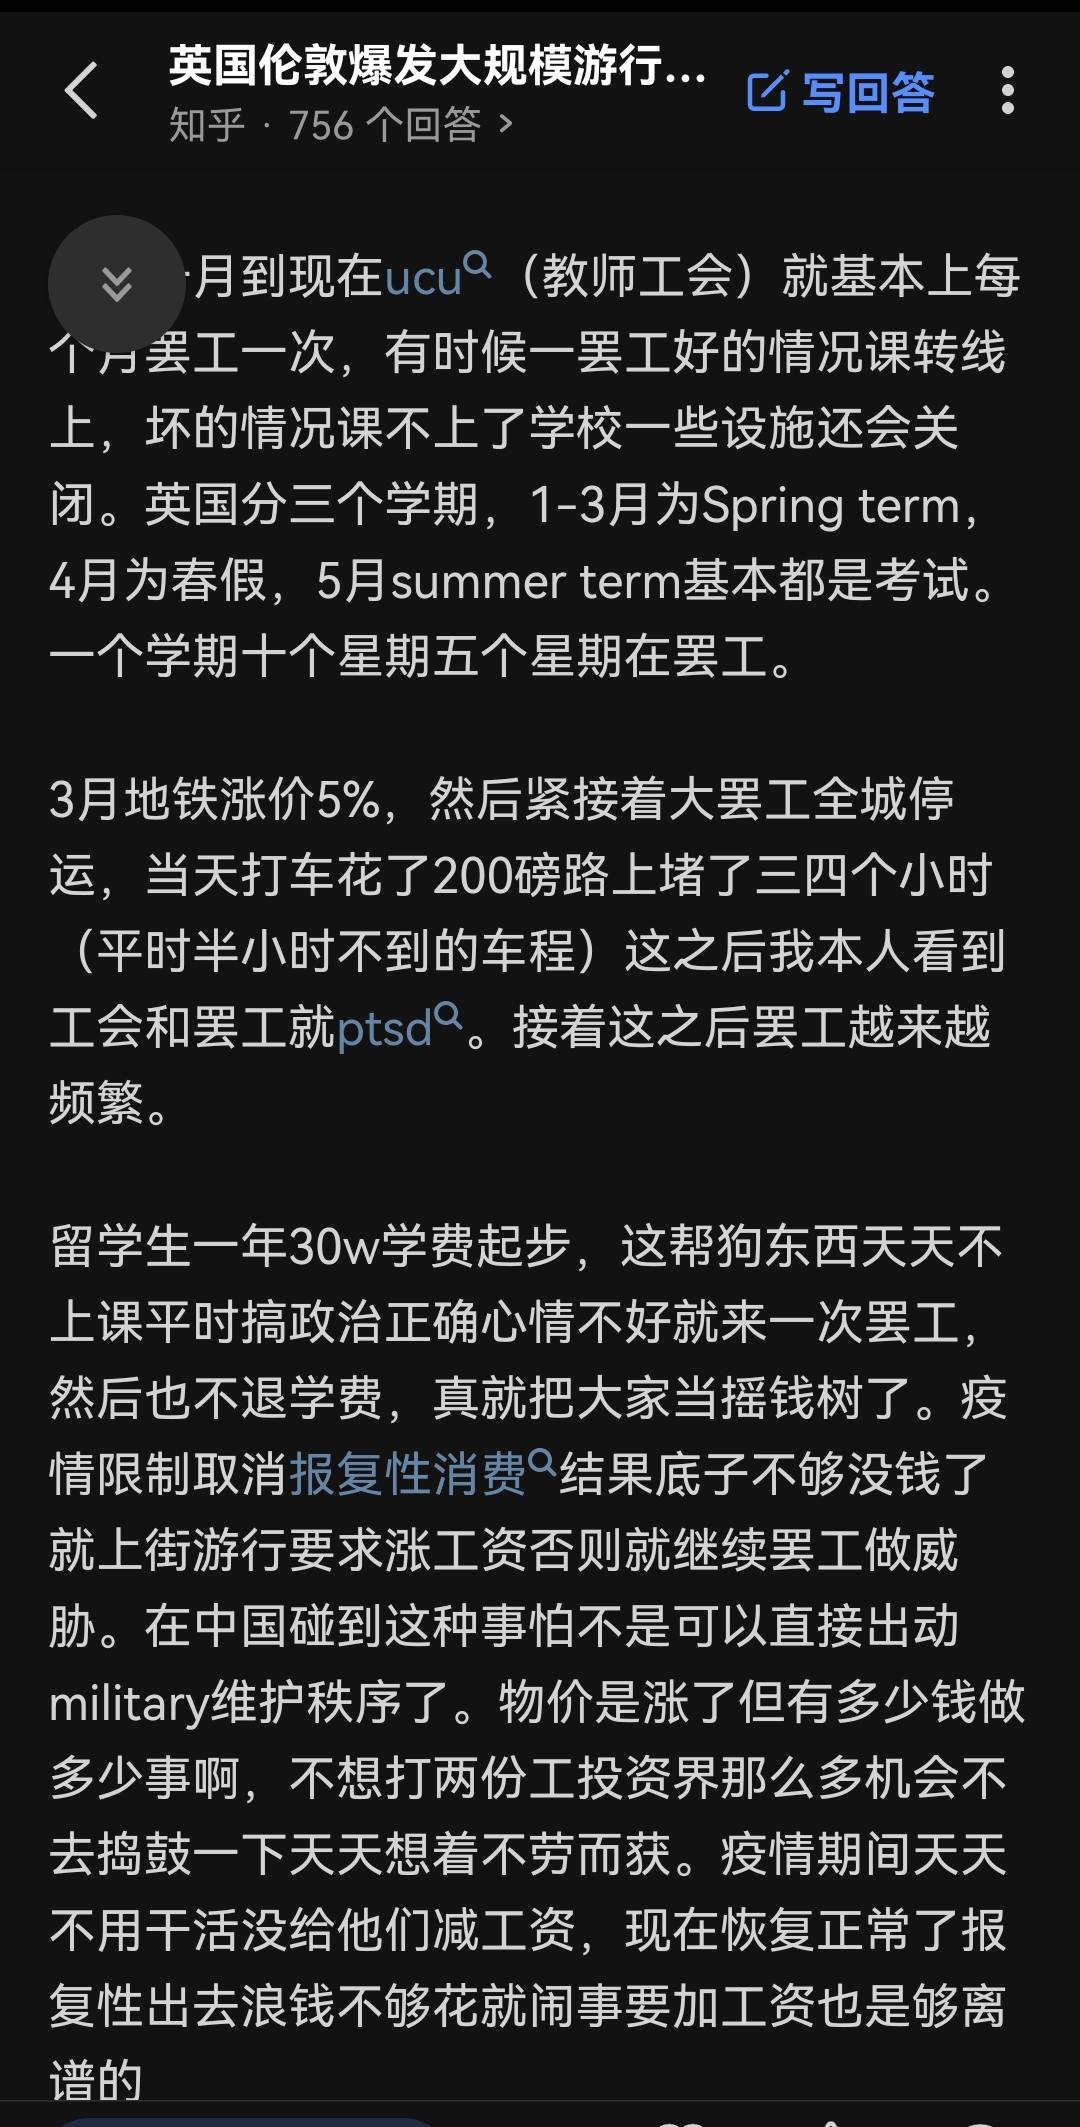 英国伦敦爆发大规模游行...
写回答
知乎 · 756 个回答 >
月到现在ucu（教师工会）就基本上每
个月罢工一次，有时候一罢工好的情况课转线
上，坏的情况课不上了学校一些设施还会关
闭。英国分三个学期，1-3月为Spring term，
4月为春假，5月summer term基本都是考试。
一个学期十个星期五个星期在罢工。
3月地铁涨价5%，然后紧接着大罢工全城停
运，当天打车花了200磅路上堵了三四个小时
（平时半小时不到的车程）这之后我本人看到
工会和罢工就ptsd。接着这之后罢工越来越
频繁。
留学生一年30w学费起步，这帮狗东西天天不
上课平时搞政治正确心情不好就来一次罢工，
然后也不退学费，真就把大家当摇钱树了。疫
情限制取消报复性消费结果底子不够没钱了
就上街游行要求涨工资否则就继续罢工做威
胁。在中国碰到这种事怕不是可以直接出动
military维护秩序了。物价是涨了但有多少钱做
多少事啊，不想打两份工投资界那么多机会不
去捣鼓一下天天想着不劳而获。疫情期间天天
不用干活没给他们减工资，现在恢复正常了报
复性出去浪钱不够花就闹事要加工资也是够离
谱的